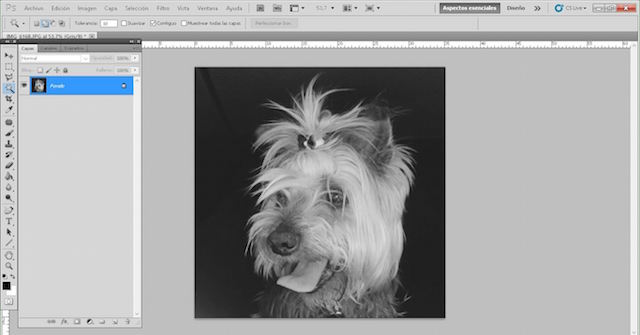 Ps Archivo Edición Imagen Capa Selección Filtro Vista Ventana Ayuda 53,7 Aspectos esenciales Diseño >> CS Live
Tolerancia: Suavizar Contiguo Muestrear todas las capas Perfeccionar borde
IMG_6168.JPG al 53,7% (Gris/8) *
Capas Canales Trazados
Normal Opacidad: 100%
Bloq.: Relleno: 100%
Fondo